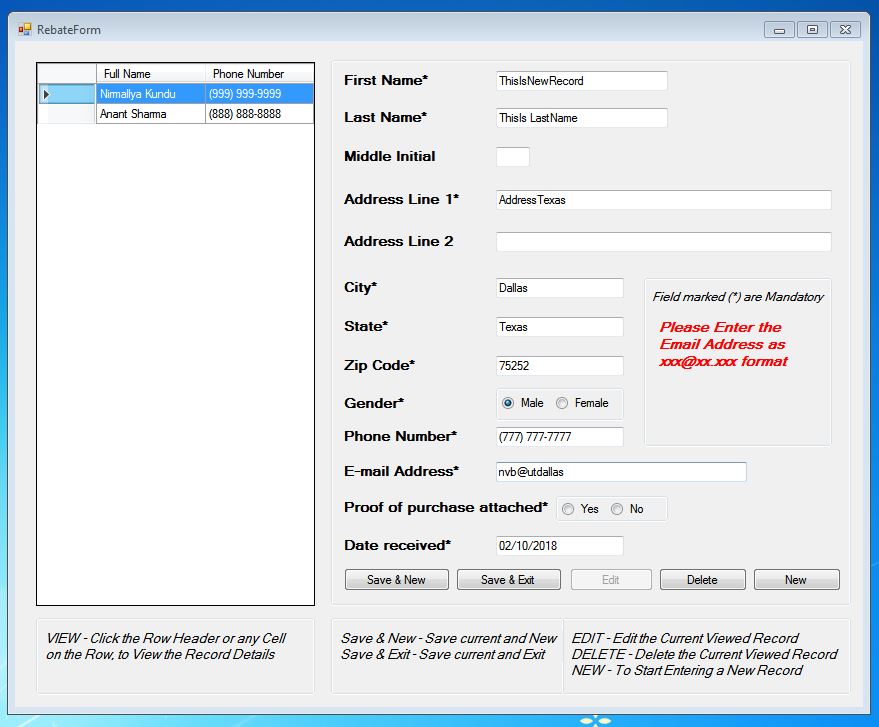 RebateForm
Full Name Phone Number
Nirmallya Kundu (999) 999-9999
Anant Sharma (888) 888-8888
First Name* ThisIsNewRecord
Last Name* ThisIs LastName
Middle Initial
Address Line 1* AddressTexas
Address Line 2
City* Dallas
State* Texas
Zip Code* 75252
Gender* Male Female
Phone Number* (777) 777-7777
E-mail Address* nvb@utdallas
Proof of purchase attached* Yes No
Date received* 02/10/2018
Field marked (*) are Mandatory
Please Enter the
Email Address as
xxx@xx.xxx format
Save & New Save & Exit Edit Delete New
VIEW - Click the Row Header or any Cell
on the Row, to View the Record Details
Save & New - Save current and New
Save & Exit - Save current and Exit
EDIT - Edit the Current Viewed Record
DELETE - Delete the Current Viewed Record
NEW - To Start Entering a New Record